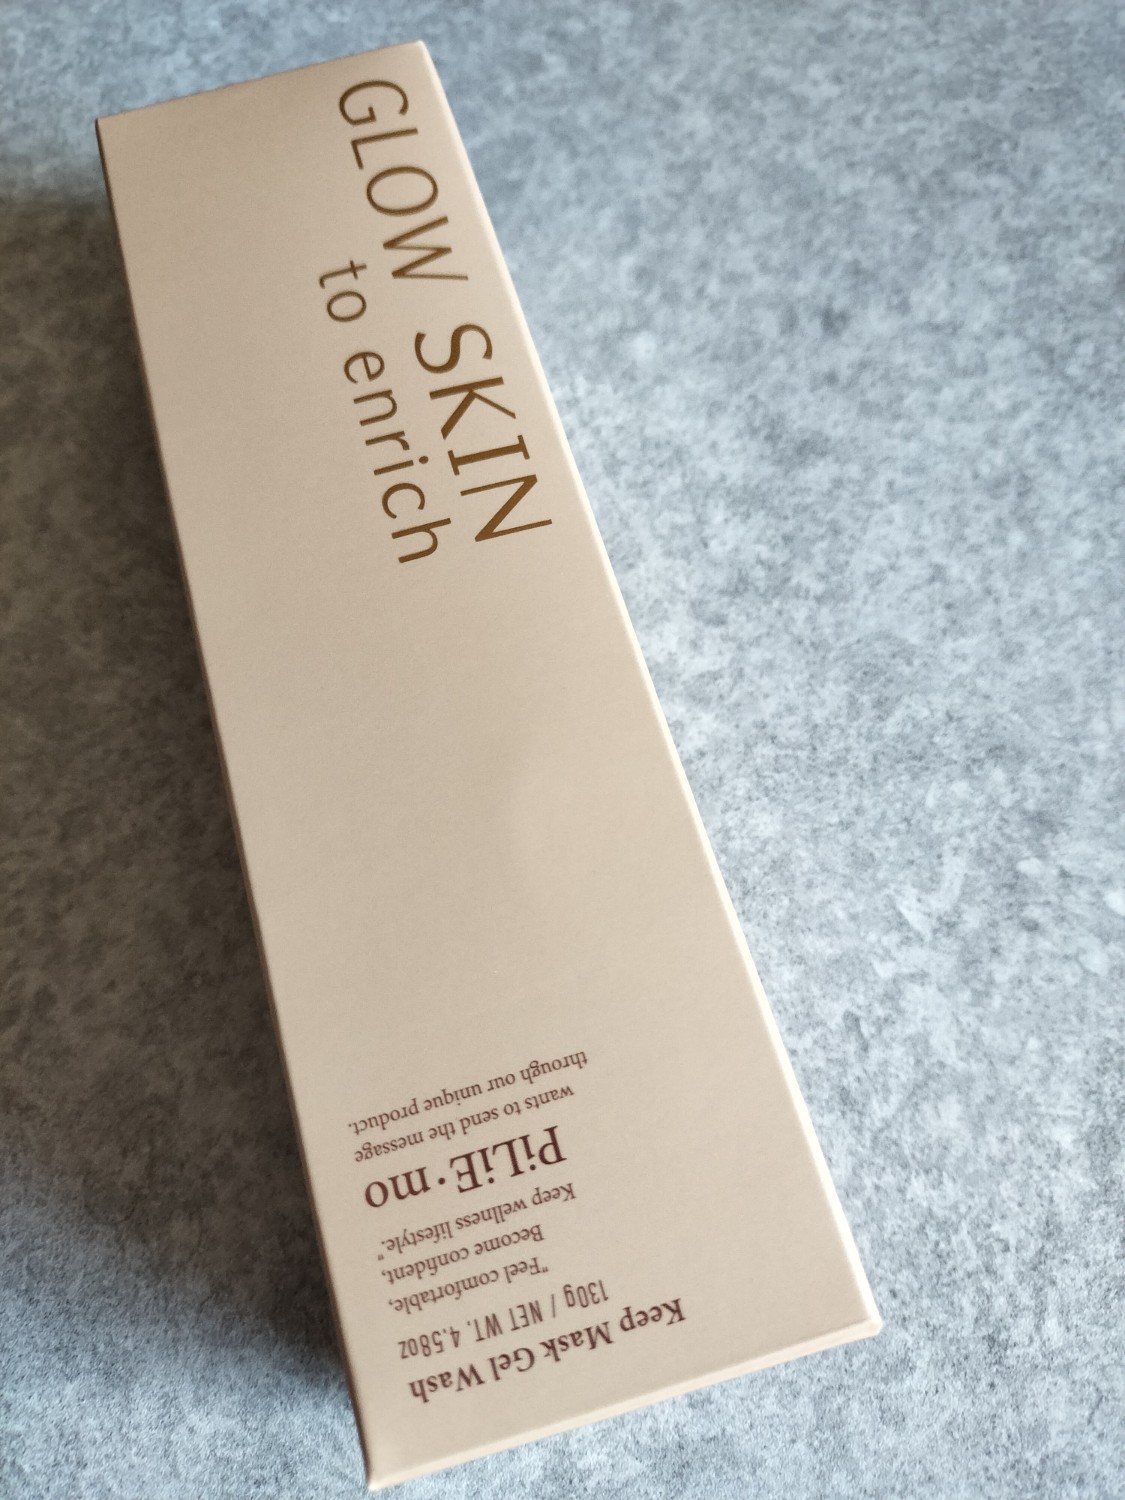 GLOW SKIN
to enrich
Keep Mask Gel Wash
130g / NET WT. 4.58oz
"Feel comfortable,
Become confident,
Keep wellness lifestyle."
PiLiE·mo
wants to send the message
through our unique product.